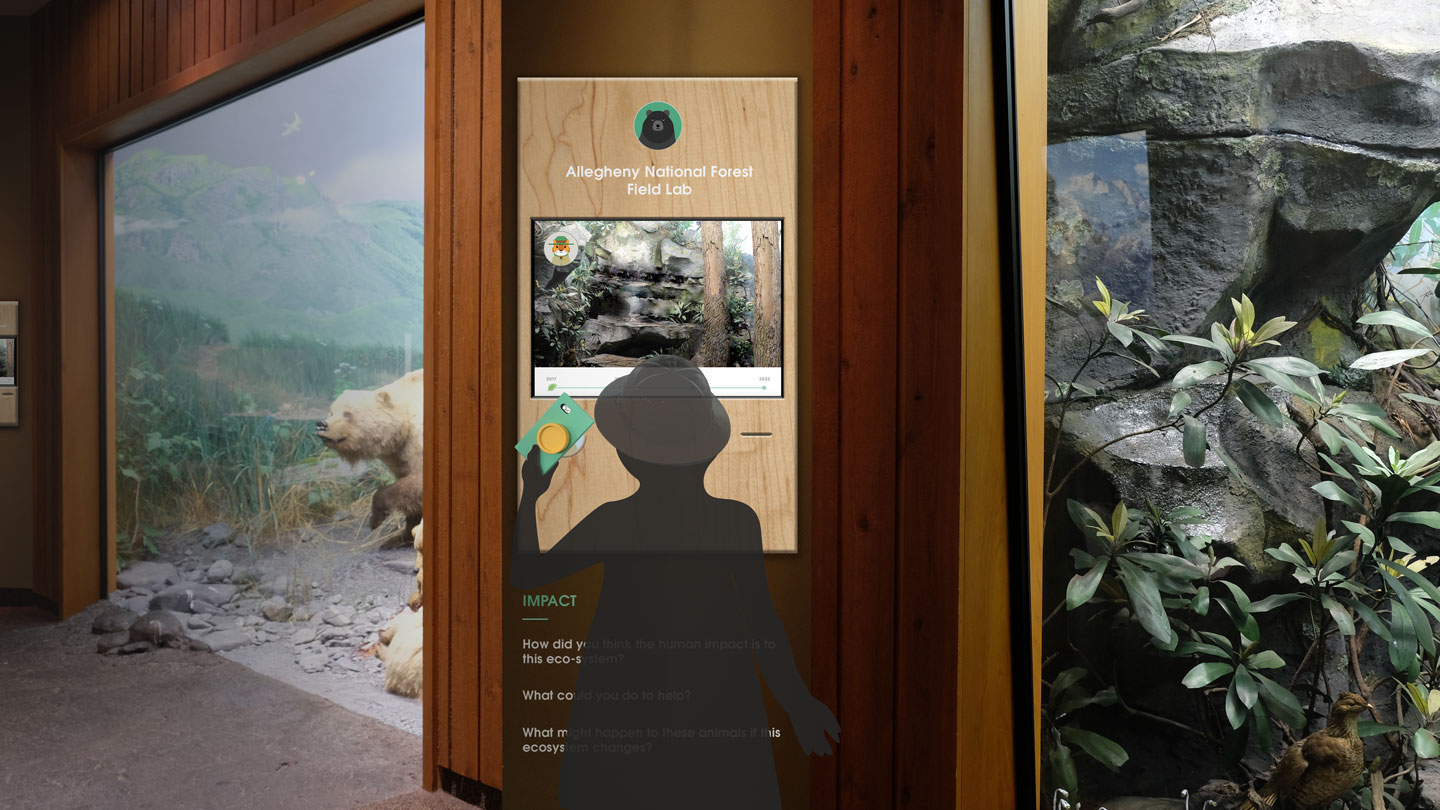 Allegheny National Forest
Field Lab
2017
IMPACT
How did you think the human impact is to
this eco-system?
What could you do to help?
What might happen to these animals if this
ecosystem changes?